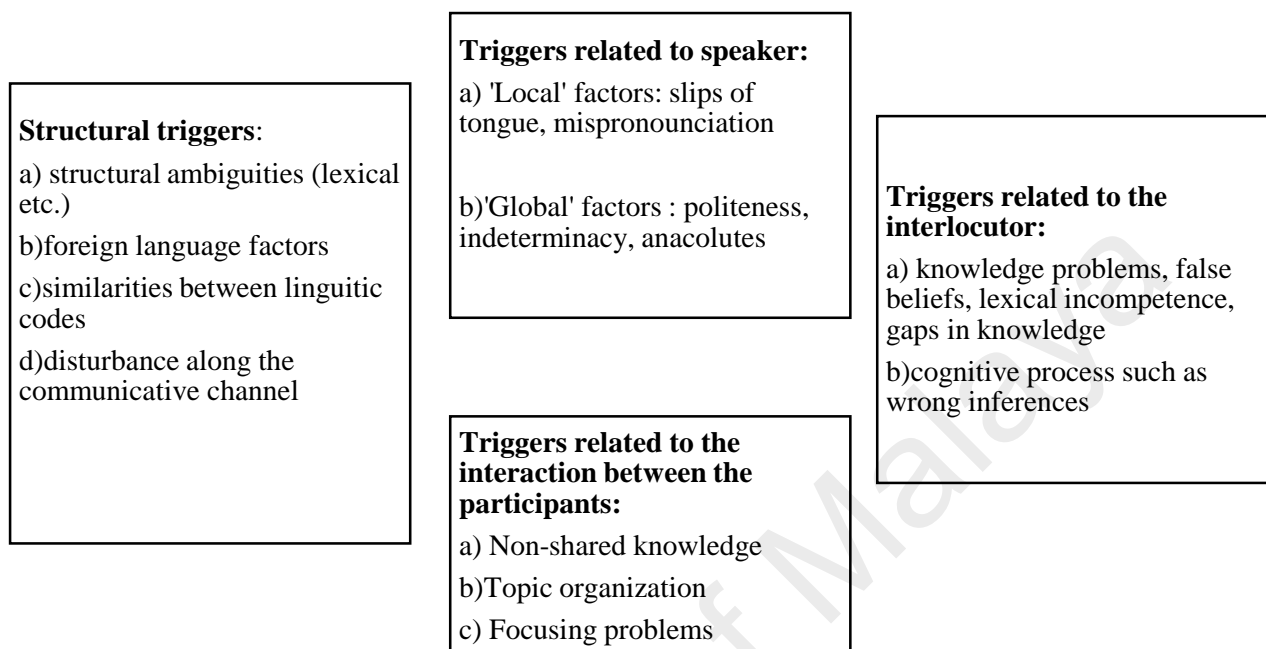 Structural triggers:
a) structural ambiguities (lexical
etc.)
b)foreign language factors
c)similarities between linguitic
codes
d)disturbance along the
communicative channel
Triggers related to speaker:
a) 'Local' factors: slips of
tongue, mispronounciation
b)'Global' factors : politeness,
indeterminacy, anacolutes
Triggers related to the
interaction between the
participants:
a) Non-shared knowledge
b)Topic organization
c) Focusing problems
Triggers related to the
interlocutor:
a) knowledge problems, false
beliefs, lexical incompetence,
gaps in knowledge
b)cognitive process such as
wrong inferences
f Malaya